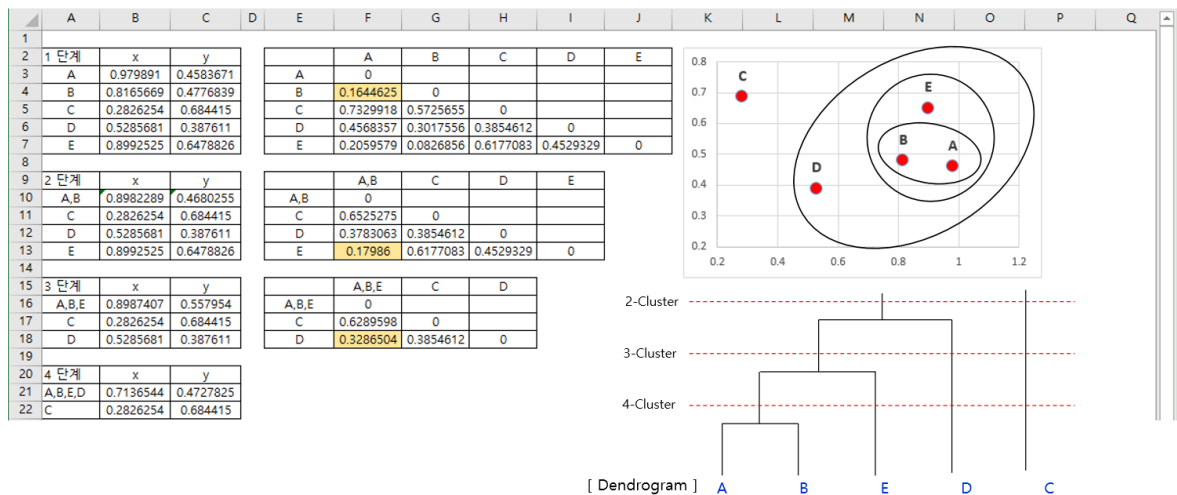 A B C D E F G H I J K L M N O P Q
1
2 1 단계 x y A B C D E
3 A 0.979891 0.4583671 A 0
4 B 0.8165669 0.4776839 B 0.1644625 0
5 C 0.2826254 0.684415 C 0.7329918 0.5725655 0
6 D 0.5285681 0.387611 D 0.4568357 0.3017556 0.3854612 0
7 E 0.8992525 0.6478826 E 0.2059579 0.0826856 0.6177083 0.4529329 0
8
9 2 단계 x y A,B C D E
10 A,B 0.8982289 0.4680255 A,B 0
11 C 0.2826254 0.684415 C 0.6525275 0
12 D 0.5285681 0.387611 D 0.3783063 0.3854612 0
13 E 0.8992525 0.6478826 E 0.17986 0.6177083 0.4529329 0
14
15 3 단계 x y A,B,E C D
16 A,B,E 0.8987407 0.557954 A,B,E 0
17 C 0.2826254 0.684415 C 0.6289598 0
18 D 0.5285681 0.387611 D 0.3286504 0.3854612 0
19
20 4 단계 x y
21 A,B,E,D 0.7136544 0.4727825
22 C 0.2826254 0.684415
0.8
0.7
0.6
0.5
0.4
0.3
0.2
0.2 0.4 0.6 0.8 1 1.2
C
E
B
A
D
2-Cluster
3-Cluster
4-Cluster
[ Dendrogram ] A B E D C